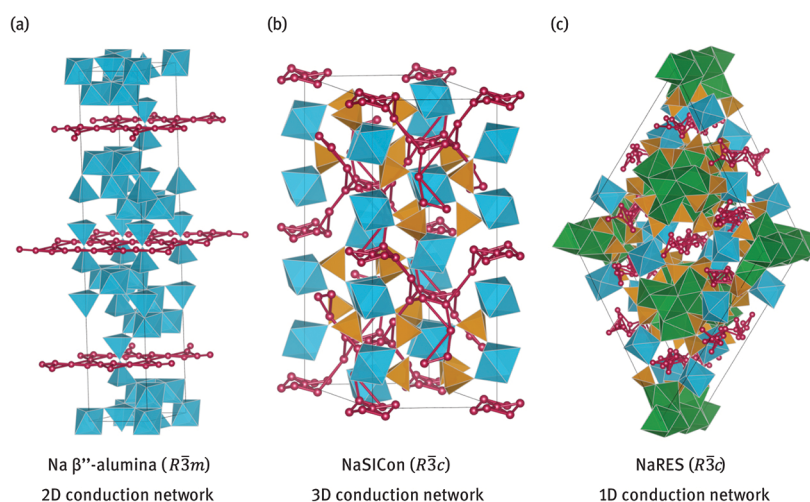 (a)
(b)
(c)
Na β”-alumina (R3̅m)
NaSICon (R3̅c)
NaRES (R3̅c)
2D conduction network
3D conduction network
1D conduction network